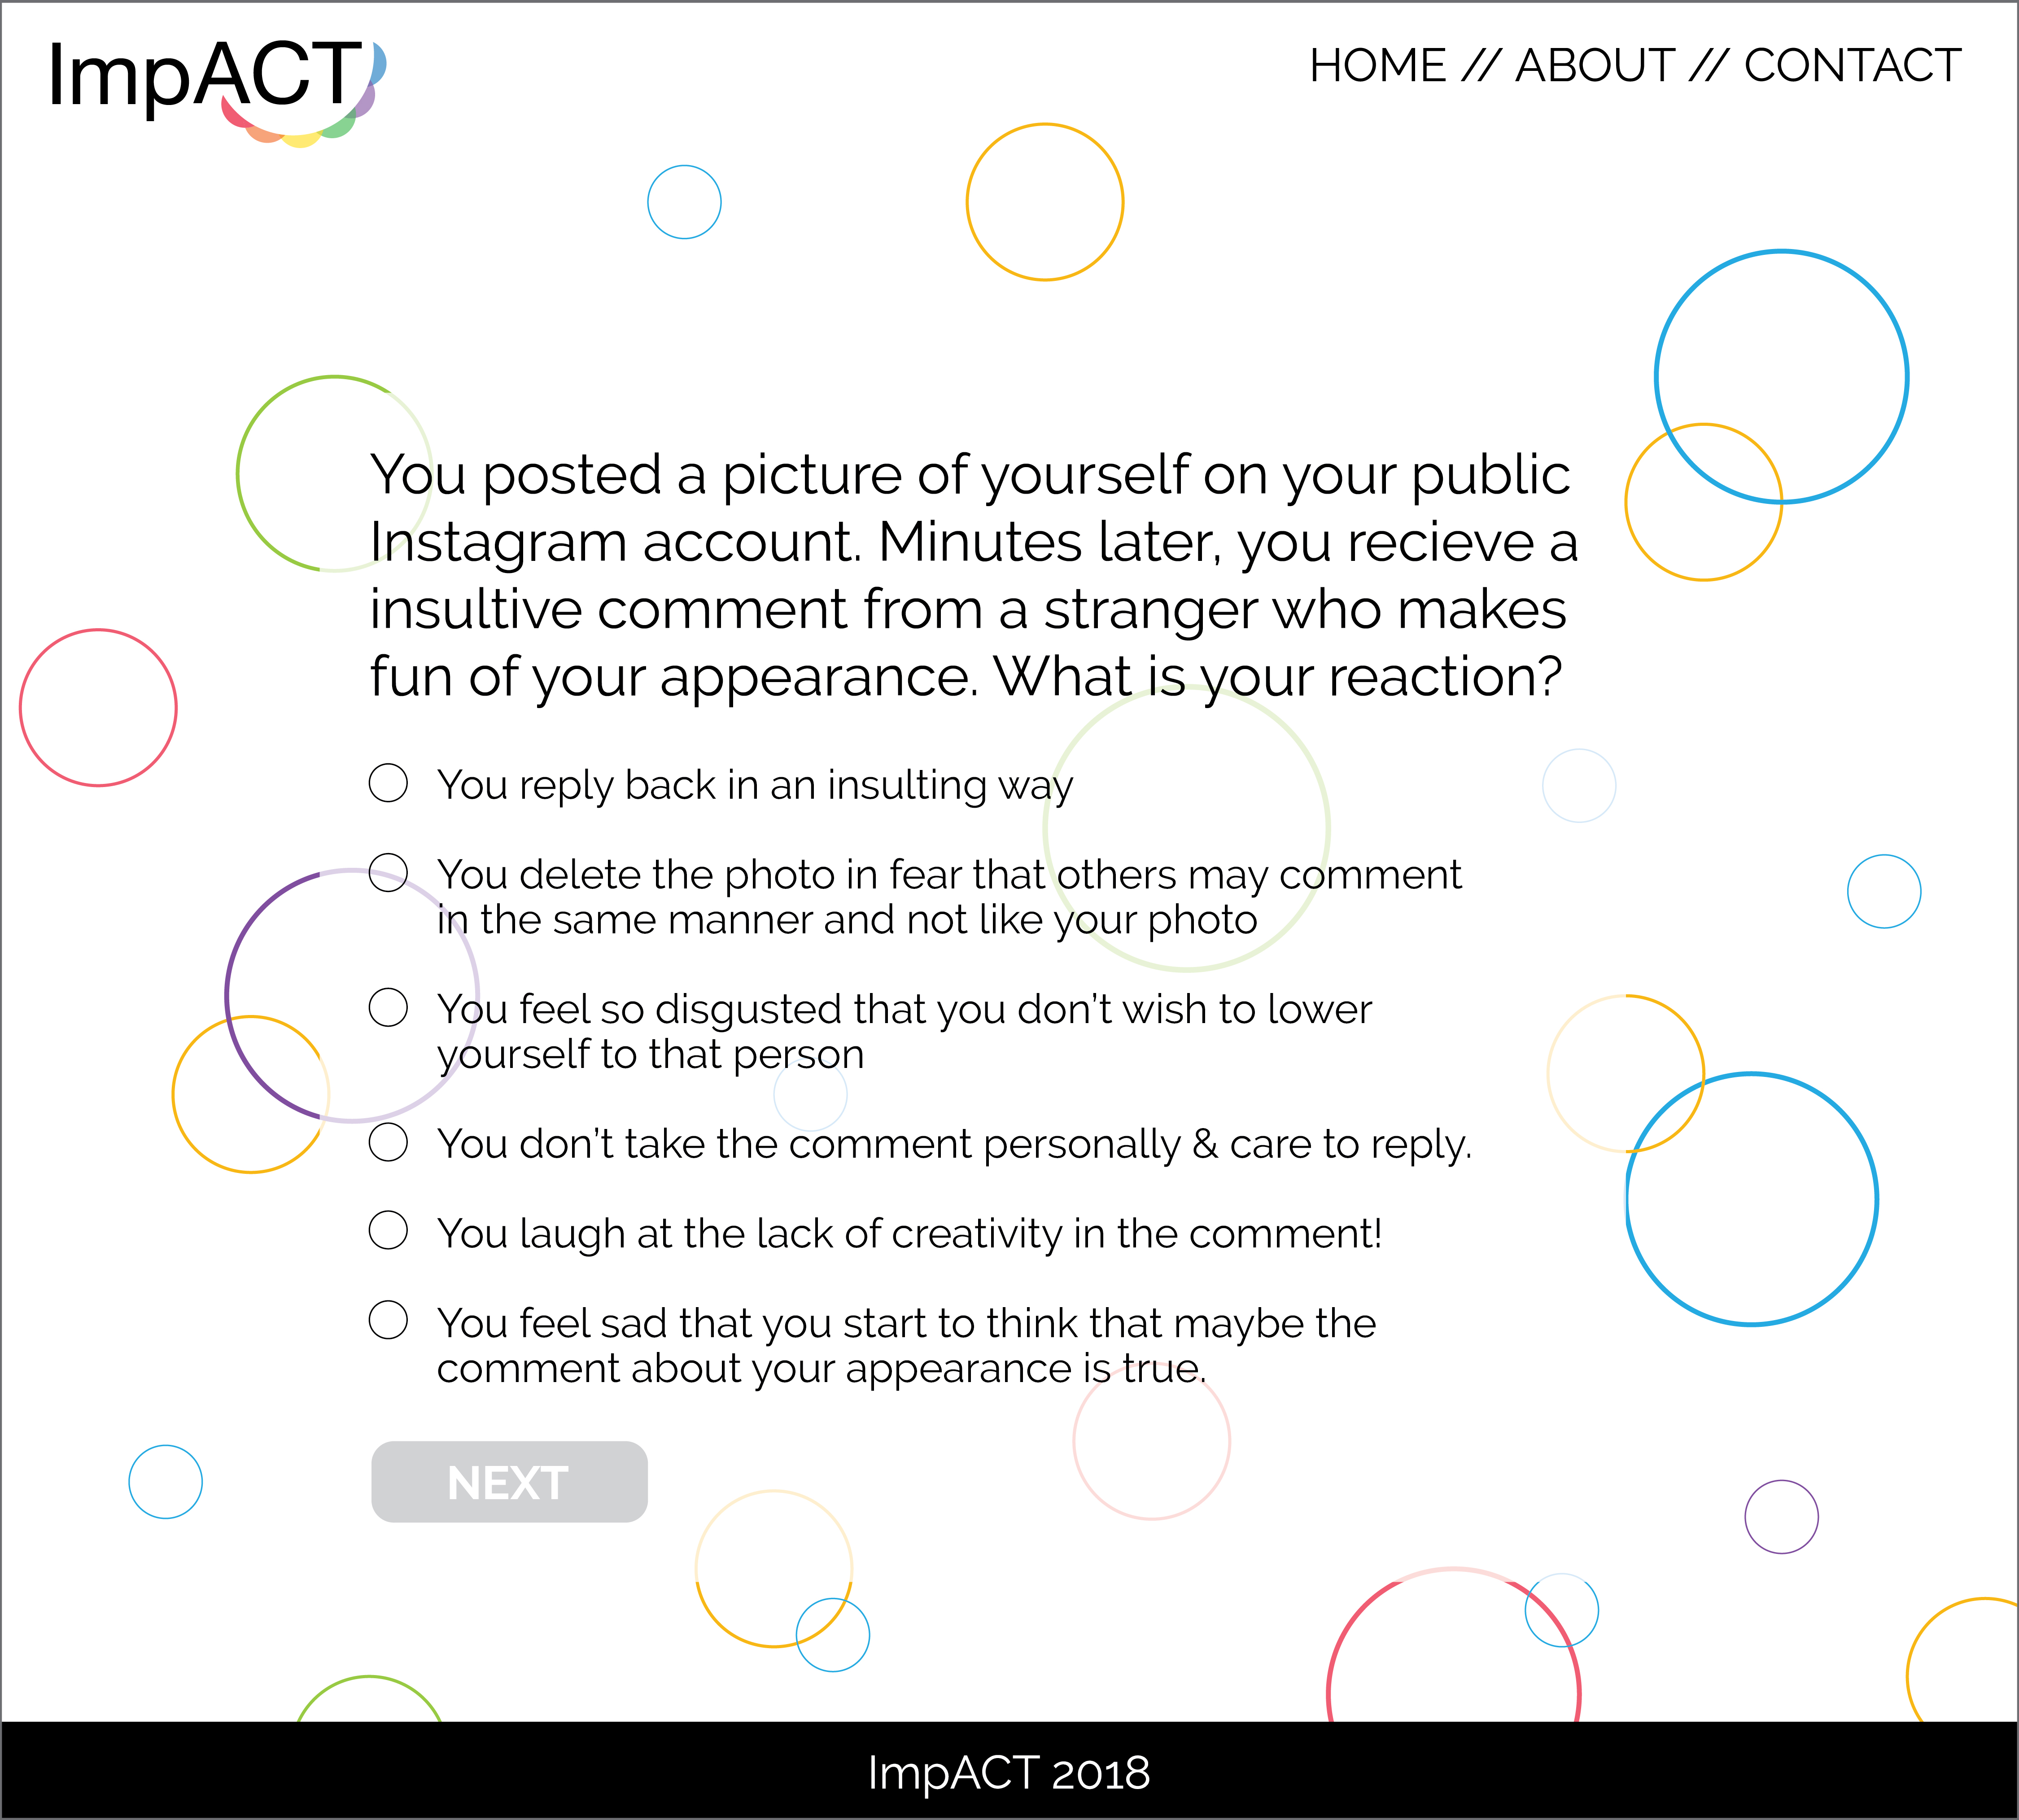 ImpACT
HOME // ABOUT // CONTACT
You posted a picture of yourself on your public
Instagram account. Minutes later, you recieve a
insultive comment from a stranger who makes
fun of your appearance. What is your reaction?
You reply back in an insulting way
You delete the photo in fear that others may comment
in the same manner and not like your photo
You feel so disgusted that you don’t wish to lower
yourself to that person
You don’t take the comment personally & care to reply.
You laugh at the lack of creativity in the comment!
You feel sad that you start to think that maybe the
comment about your appearance is true.
NEXT
ImpACT 2018